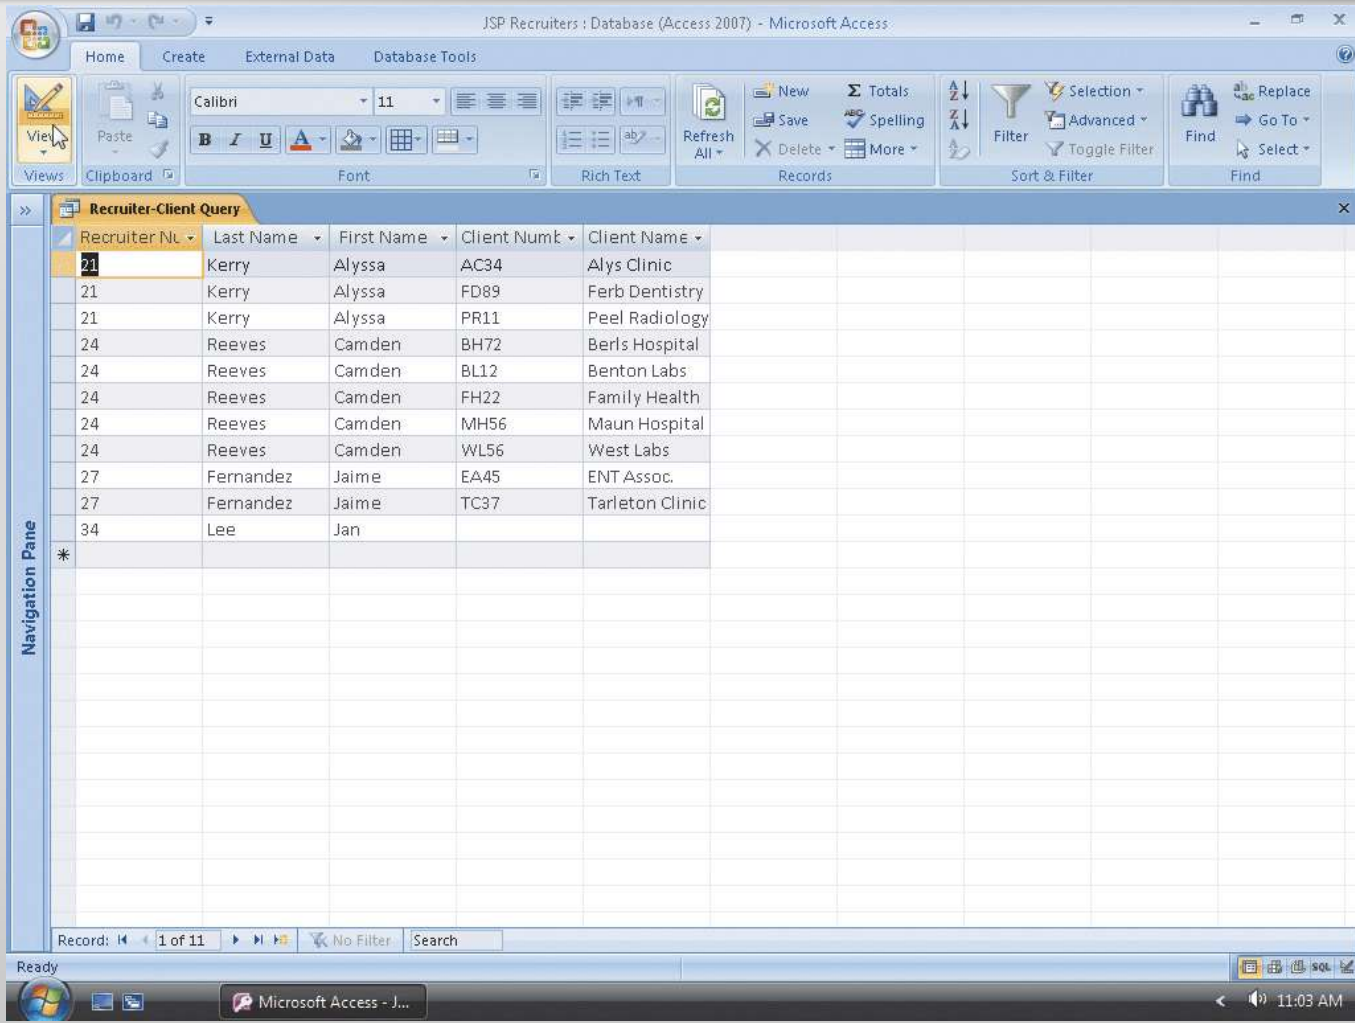 JSP Recruiters : Database (Access 2007) - Microsoft Access
Home Create External Data Database Tools
View
Views
Paste
Clipboard
Calibri 11
B I U A
Font
Rich Text
Refresh All
New
Save
Delete
Σ Totals
Spelling
More
Records
Filter
Selection
Advanced
Toggle Filter
Sort & Filter
Find
Replace
Go To
Select
Find
Recruiter-Client Query
Recruiter Nu Last Name First Name Client Numb Client Name
21 Kerry Alyssa AC34 Alys Clinic
21 Kerry Alyssa FD89 Ferb Dentistry
21 Kerry Alyssa PR11 Peel Radiology
24 Reeves Camden BH72 Berls Hospital
24 Reeves Camden BL12 Benton Labs
24 Reeves Camden FH22 Family Health
24 Reeves Camden MH56 Maun Hospital
24 Reeves Camden WL56 West Labs
27 Fernandez Jaime EA45 ENT Assoc.
27 Fernandez Jaime TC37 Tarleton Clinic
34 Lee Jan
Navigation Pane
Record: 1 of 11 No Filter Search
Ready SQL
Microsoft Access - J... 11:03 AM